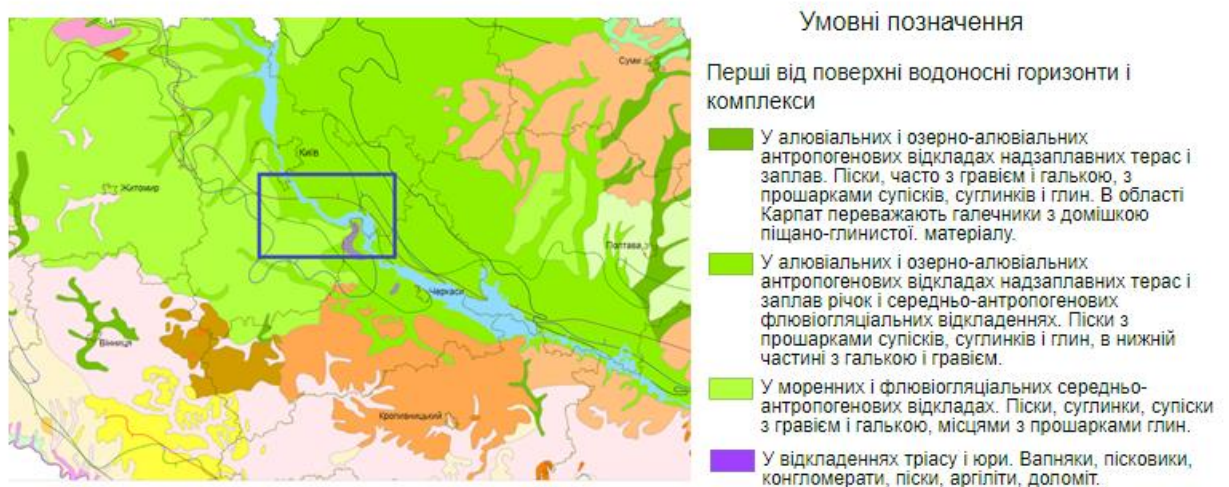 Умовні позначення
Перші від поверхні водоносні горизонти і
комплекси
У алювіальних і озерно-алювіальних
антропогенових відкладах надзаплавних терас і
заплав. Піски, часто з гравієм і галькою, з
прошарками супісків, суглинків і глин. В області
Карпат переважають галечники з домішкою
піщано-глинистої. матеріалу.
У алювіальних і озерно-алювіальних
антропогенових відкладах надзаплавних терас і
заплав річок і середньо-антропогенових
флювіогляціальних відкладеннях. Піски з
прошарками супісків, суглинків і глин, в нижній
частині з галькою і гравієм.
У моренних і флювіогляціальних середньо-
антропогенових відкладах. Піски, суглинки, супіски
з гравієм і галькою, місцями з прошарками глин.
У відкладеннях тріасу і юри. Вапняки, пісковики,
конгломерати, піски, аргіліти, доломіт.
Суми
Київ
Житомир
Полтава
Черкаси
Вінниця
Кропивницький